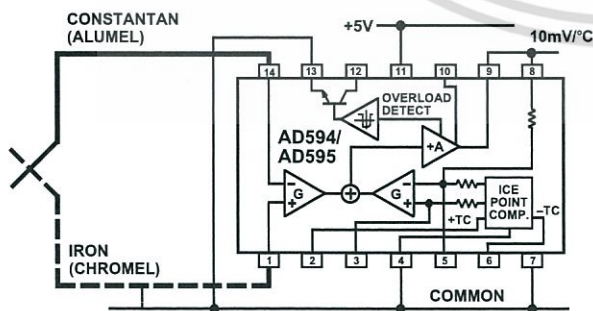 CONSTANTAN
(ALUMEL)
+5V
10mV/°C
14 13 12 11 10 9 8
OVERLOAD
DETECT
AD594/
AD595
+A
G
G
ICE
POINT
COMP.
+TC
–TC
IRON
(CHROMEL)
1 2 3 4 5 6 7
COMMON